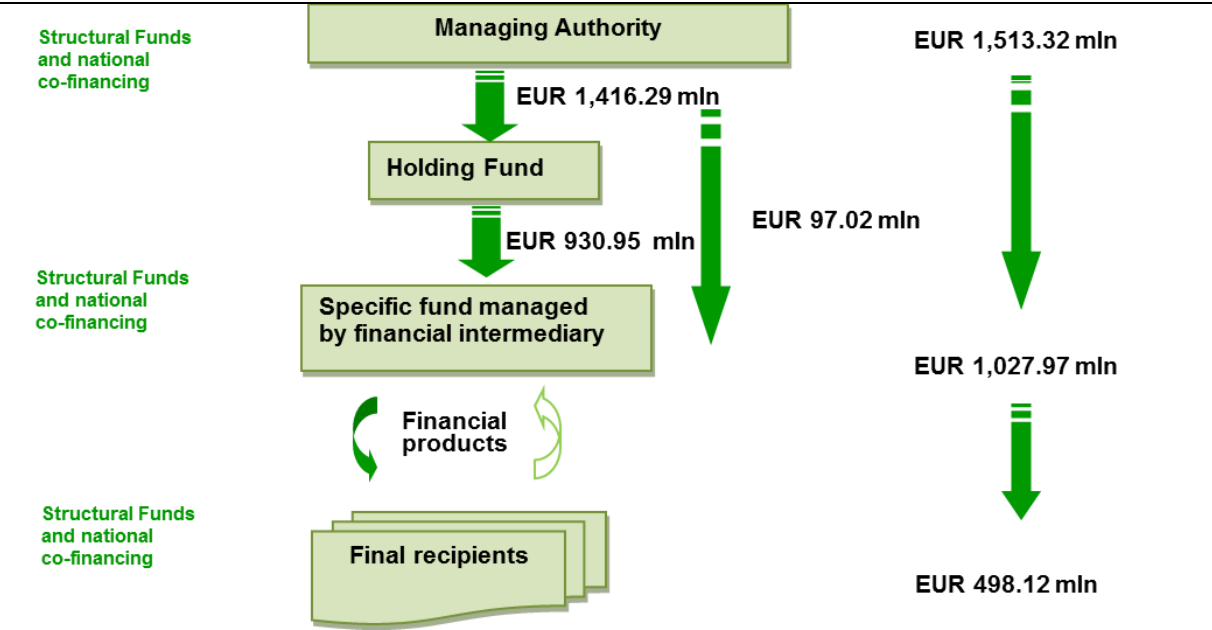 Structural Funds
and national
co-financing
Managing Authority
EUR 1,513.32 mln
EUR 1,416.29 mln
Holding Fund
EUR 97.02 mln
EUR 930.95 mln
Structural Funds
and national
co-financing
Specific fund managed
by financial intermediary
EUR 1,027.97 mln
Financial
products
Structural Funds
and national
co-financing
Final recipients
EUR 498.12 mln